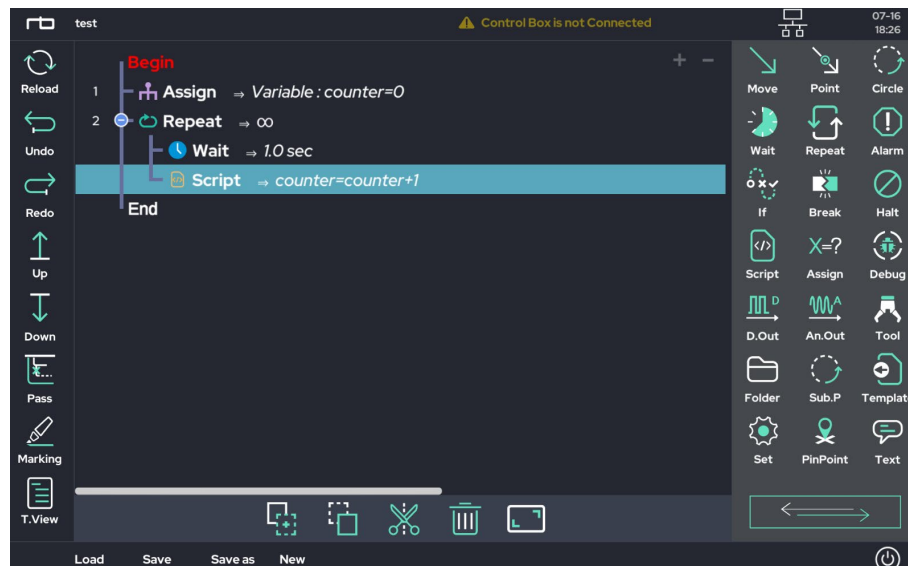 test
Control Box is not Connected
07-16
18:26
Reload
Undo
Redo
Up
Down
Pass
Marking
T.View
Begin
1 Assign ⇒ Variable : counter=0
2 Repeat ⇒ ∞
Wait ⇒ 1.0 sec
Script ⇒ counter=counter+1
End
Move Point Circle
Wait Repeat Alarm
If Break Halt
X=?
Script Assign Debug
D A
D.Out An.Out Tool
Folder Sub.P Templat
Set PinPoint Text
Load Save Save as New